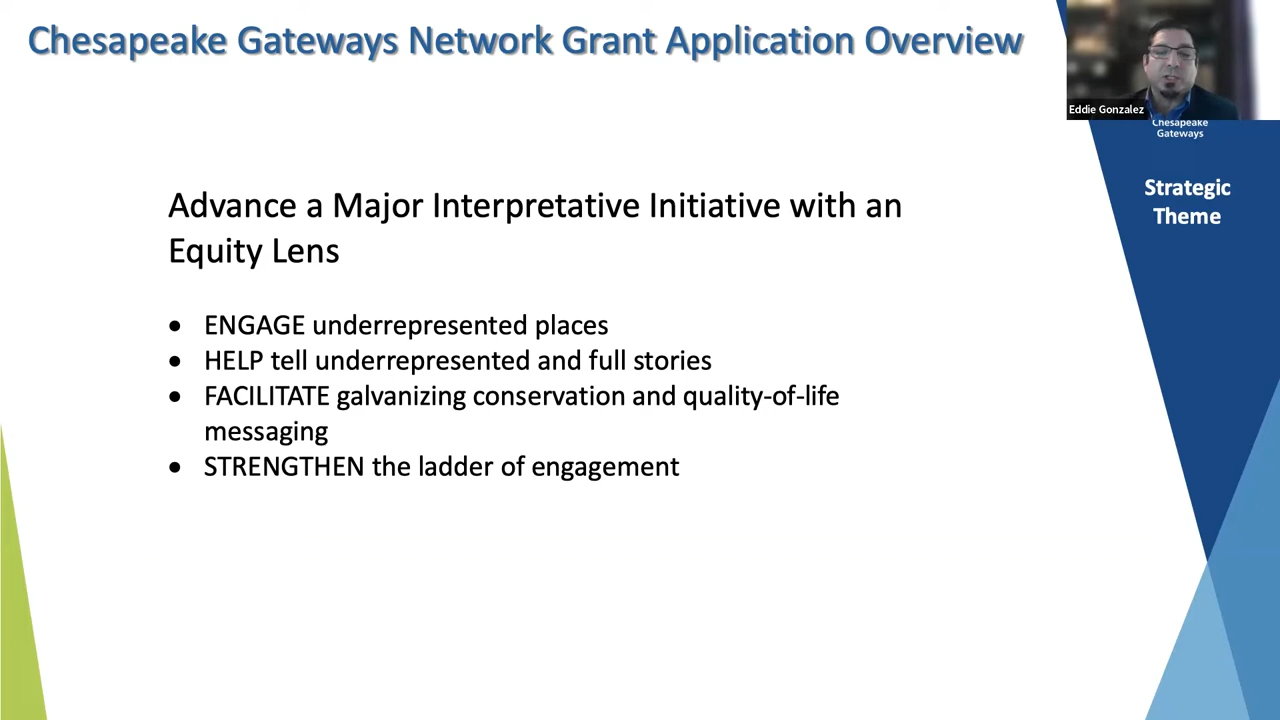 Chesapeake Gateways Network Grant Application Overview
Eddie Gonzalez
Chesapeake
Gateways
Strategic
Theme
Advance a Major Interpretative Initiative with an
Equity Lens
• ENGAGE underrepresented places
• HELP tell underrepresented and full stories
• FACILITATE galvanizing conservation and quality-of-life
messaging
• STRENGTHEN the ladder of engagement